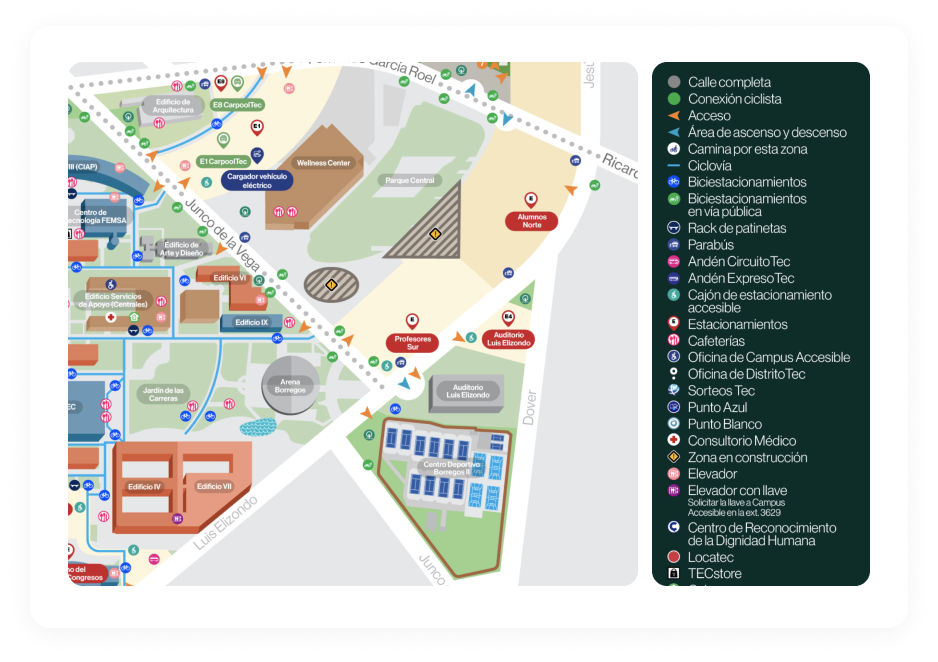 Garcia Roel
Jesú
Edificio de
Arquitectura
E8
E8 CarpoolTec
E1
E1 CarpoolTec
Cargador vehículo
eléctrico
Wellness Center
Parque Central
Ricard
III (CIAP)
Centro de
ecnología FEMSA
Junco de la Vega
Edificio de
Arte y Diseño
E
Alumnos
Norte
Edificio VI
Edificio Servicios
de Apoyo (Centrales)
Edificio IX
E
Profesores
Sur
E4
Auditorio
Luis Elizondo
Arena
Borregos
Jardín de las
Carreras
Auditorio
Luis Elizondo
Dover
EC
Centro Deportivo
Borregos II
Edificio IV
Edificio VII
Luis Elizondo
Junco
no del
Congresos
Calle completa
Conexión ciclista
Acceso
Área de ascenso y descenso
Camina por esta zona
Ciclovía
Biciestacionamientos
Biciestacionamientos
en vía pública
Rack de patinetas
Parabús
Andén CircuitoTec
Andén ExpresoTec
Cajón de estacionamiento
accesible
E
Estacionamientos
Cafeterías
Oficina de Campus Accesible
Oficina de DistritoTec
Sorteos Tec
Punto Azul
Punto Blanco
Consultorio Médico
Zona en construcción
Elevador
Elevador con llave
Solicitar la llave a Campus
Accesible en la ext. 3629
Centro de Reconocimiento
de la Dignidad Humana
Locatec
TECstore